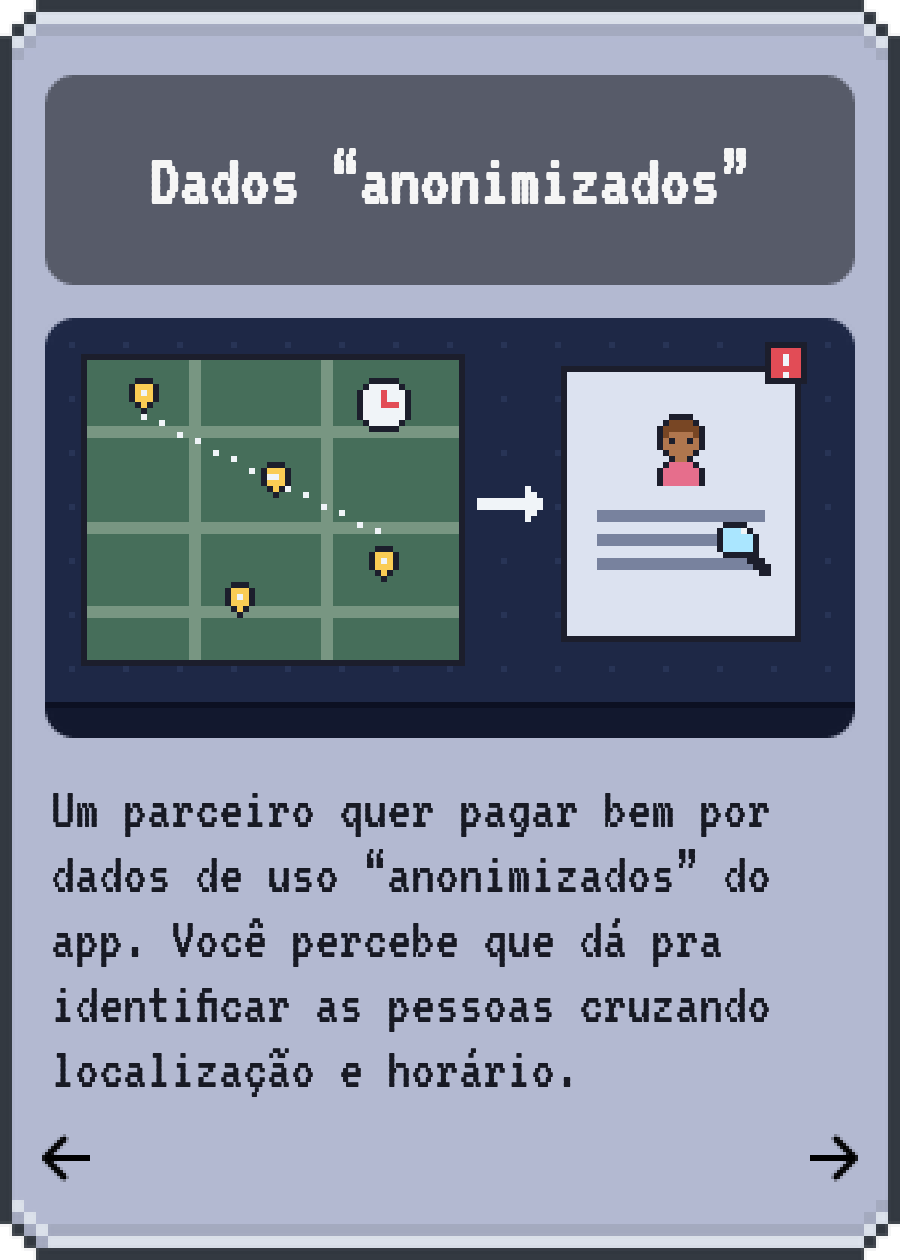 Dados “anonimizados”
Um parceiro quer pagar bem por
dados de uso “anonimizados” do
app. Você percebe que dá pra
identificar as pessoas cruzando
localização e horário.